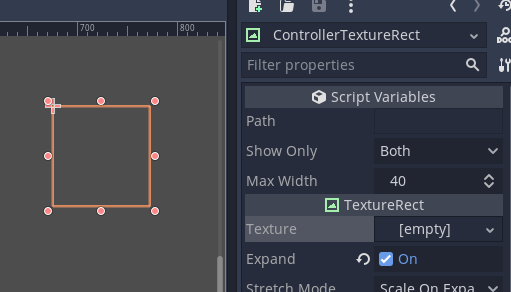 700
800
ControllerTextureRect
DOC
Filter properties
Script Variables
Path
Show Only
Both
Max Width
40
TextureRect
Texture
[empty]
Expand
On
Stretch Mode
Scale On Expa